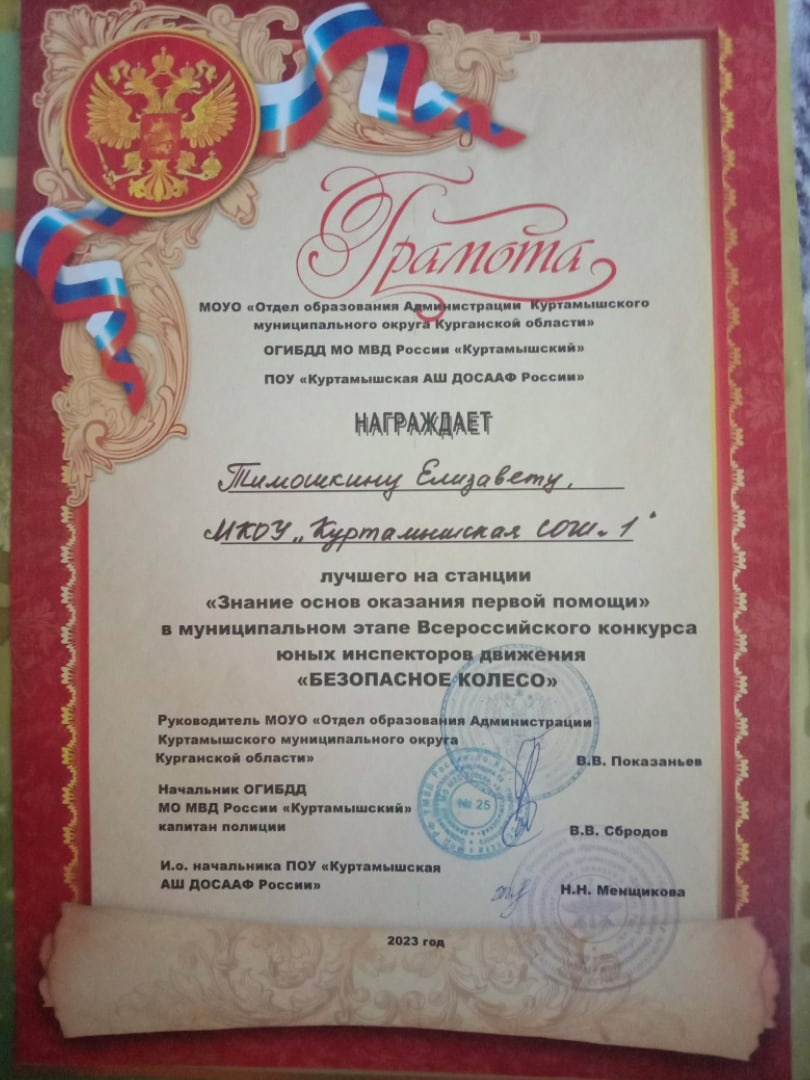 Грамота
МОУО «Отдел образования Администрации Куртамышского
муниципального округа Курганской области»
ОГИБДД МО МВД России «Куртамышский»
ПОУ «Куртамышская АШ ДОСААФ России»
НАГРАЖДАЕТ
Тимошкину Елизавету,
МКОУ „Куртамышская СОШ №1"
лучшего на станции
«Знание основ оказания первой помощи»
в муниципальном этапе Всероссийского конкурса
юных инспекторов движения
«БЕЗОПАСНОЕ КОЛЕСО»
Руководитель МОУО «Отдел образования Администрации
Куртамышского муниципального округа
Курганской области»
В.В. Показаньев
Начальник ОГИБДД
МО МВД России «Куртамышский»
капитан полиции
В.В. Сбродов
№ 25
И.о. начальника ПОУ «Куртамышская
АШ ДОСААФ России»
Н.Н. Менщикова
2023 год